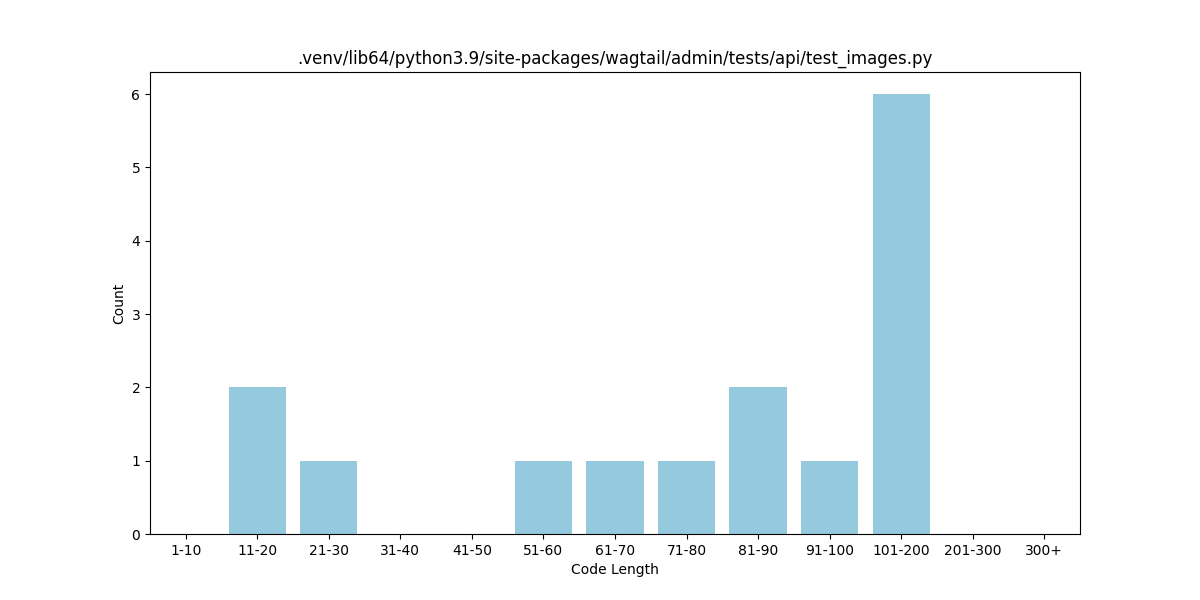 .venv/lib64/python3.9/site-packages/wagtail/admin/tests/api/test_images.py
6
5
4
3
2
1
0
Count
1-10 11-20 21-30 31-40 41-50 51-60 61-70 71-80 81-90 91-100 101-200 201-300 300+
Code Length